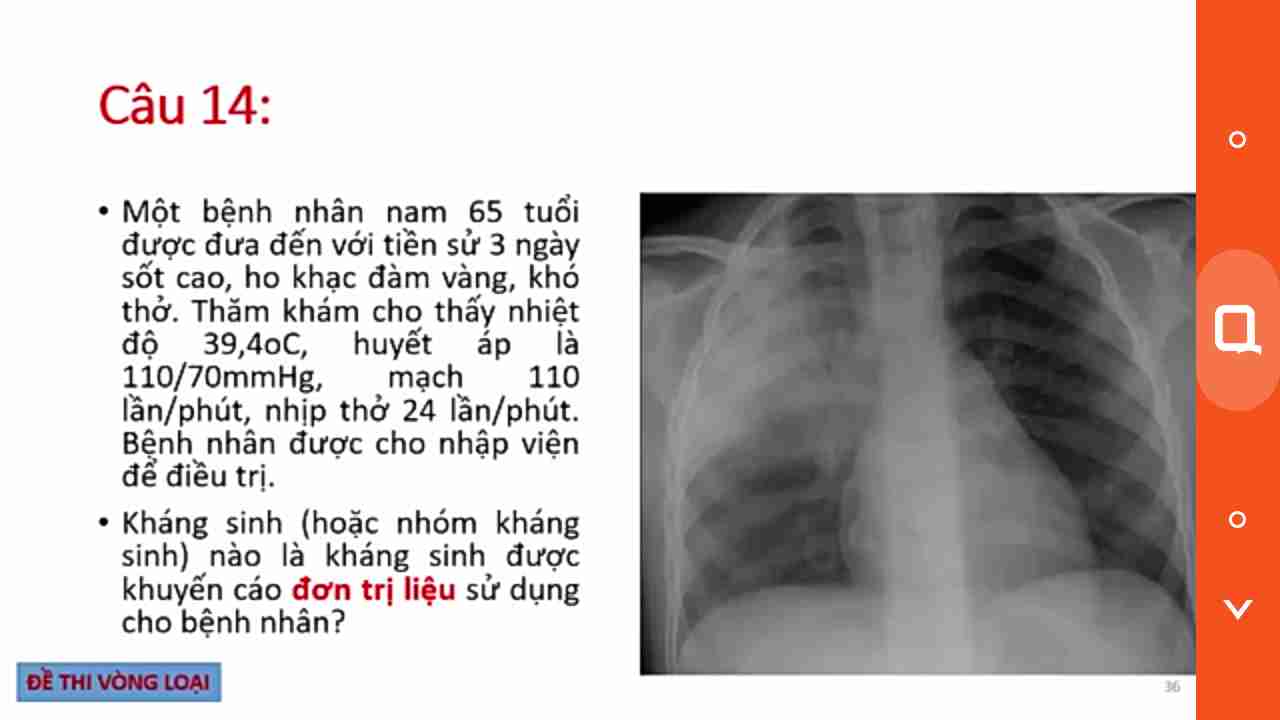 Câu 14:
• Một bệnh nhân nam 65 tuổi
được đưa đến với tiền sử 3 ngày
sốt cao, ho khạc đàm vàng, khó
thở. Thăm khám cho thấy nhiệt
độ 39,4oC, huyết áp là
110/70mmHg, mạch 110
lần/phút, nhịp thở 24 lần/phút.
Bệnh nhân được cho nhập viện
để điều trị.
• Kháng sinh (hoặc nhóm kháng
sinh) nào là kháng sinh được
khuyến cáo đơn trị liệu sử dụng
cho bệnh nhân?
ĐỀ THI VÒNG LOẠI
36